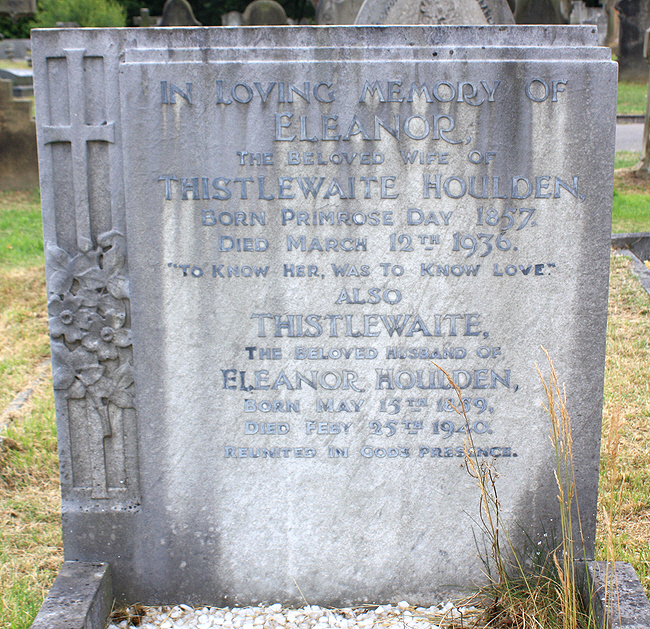 IN LOVING MEMORY OF
ELEANOR,
THE BELOVED WIFE OF
THISTLEWAITE HOULDEN
BORN PRIMROSE DAY 1857.
DIED MARCH 12TH 1936.
"TO KNOW HER, WAS TO KNOW LOVE."
ALSO
THISTLEWAITE,
THE BELOVED HUSBAND OF
ELEANOR HOULDEN,
BORN MAY 15TH 1859,
DIED FEBY 25TH 1940.
REUNITED IN GODS PRESENCE.